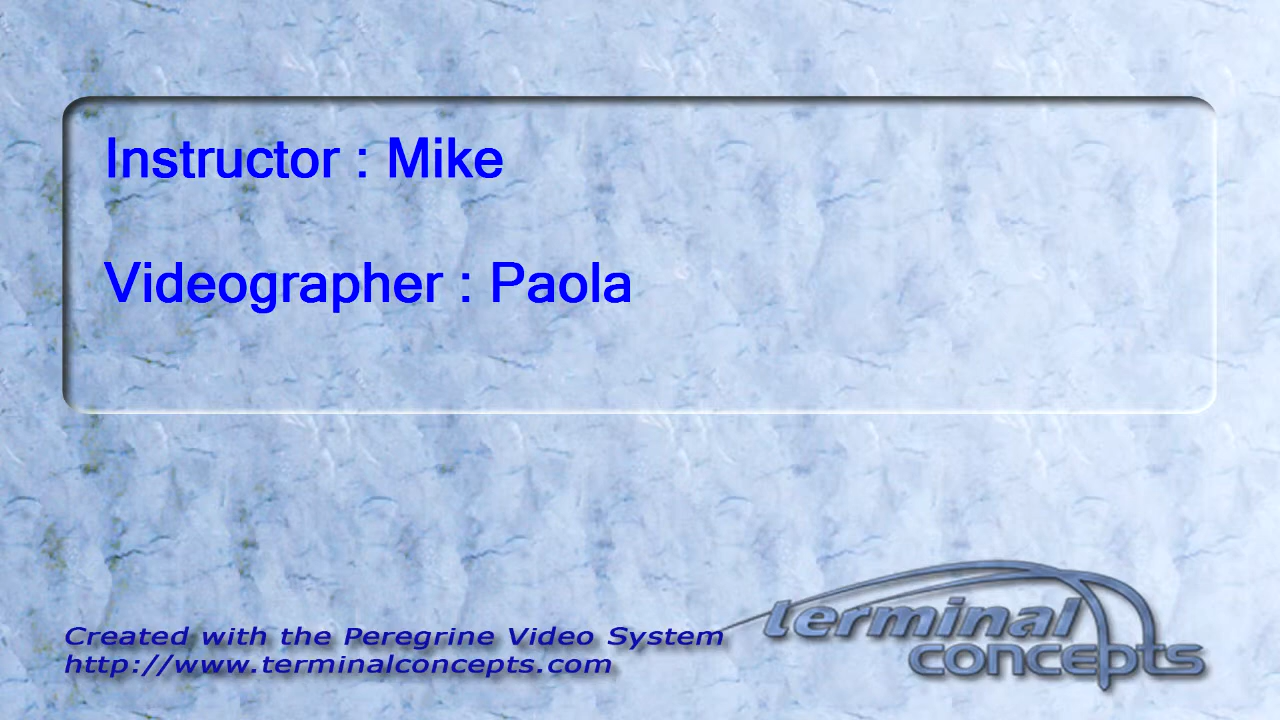 Instructor : Mike
Videographer : Paola
Created with the Peregrine Video System
http://www.terminalconcepts.com
terminal
concepts